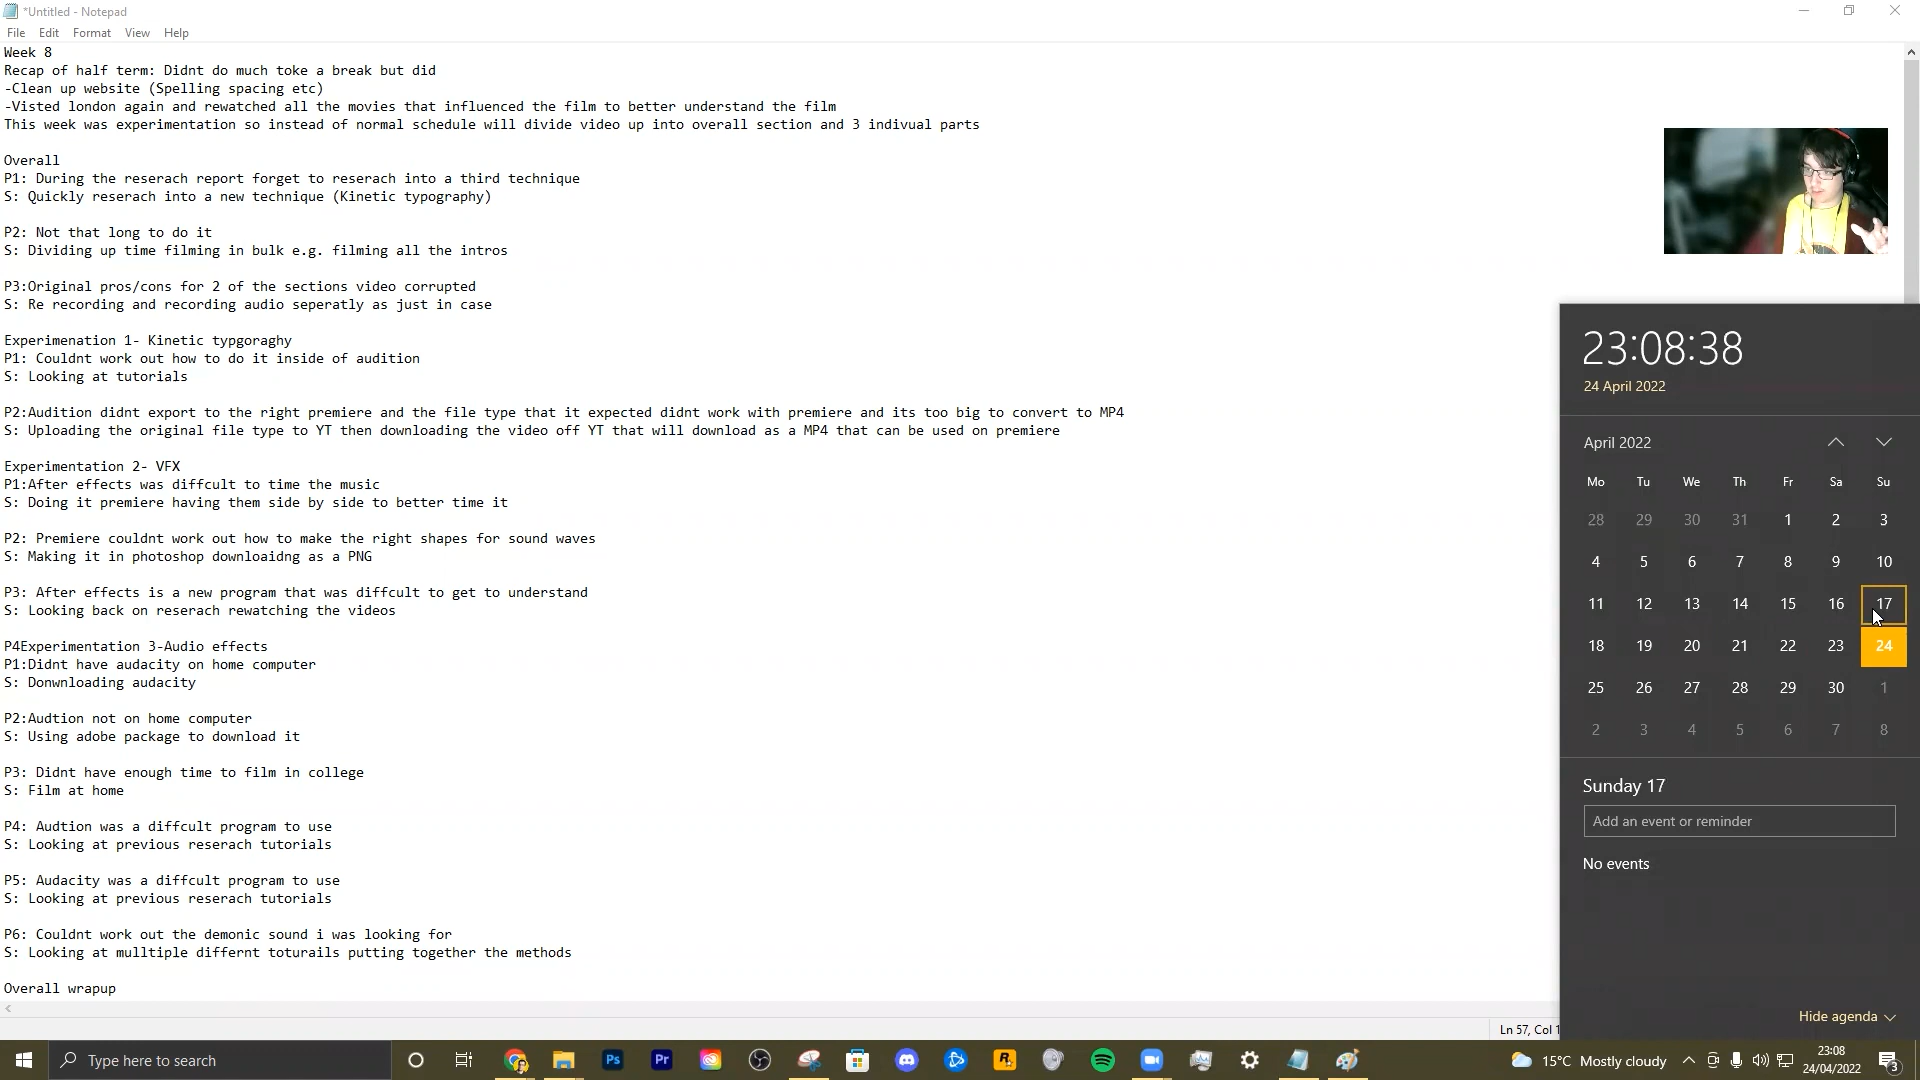 *Untitled - Notepad
File Edit Format View Help
Week 8
Recap of half term: Didnt do much toke a break but did
-Clean up website (Spelling spacing etc)
-Visted london again and rewatched all the movies that influenced the film to better understand the film
This week was experimentation so instead of normal schedule will divide video up into overall section and 3 indivual parts
Overall
P1: During the reserach report forget to reserach into a third technique
S: Quickly reserach into a new technique (Kinetic typography)
P2: Not that long to do it
S: Dividing up time filming in bulk e.g. filming all the intros
P3:Original pros/cons for 2 of the sections video corrupted
S: Re recording and recording audio seperatly as just in case
Experimenation 1- Kinetic typgoraghy
P1: Couldnt work out how to do it inside of audition
S: Looking at tutorials
P2:Audition didnt export to the right premiere and the file type that it expected didnt work with premiere and its too big to convert to MP4
S: Uploading the original file type to YT then downloading the video off YT that will download as a MP4 that can be used on premiere
Experimentation 2- VFX
P1:After effects was diffcult to time the music
S: Doing it premiere having them side by side to better time it
P2: Premiere couldnt work out how to make the right shapes for sound waves
S: Making it in photoshop downloaidng as a PNG
P3: After effects is a new program that was diffcult to get to understand
S: Looking back on reserach rewatching the videos
P4Experimentation 3-Audio effects
P1:Didnt have audacity on home computer
S: Donwnloading audacity
P2:Audtion not on home computer
S: Using adobe package to download it
P3: Didnt have enough time to film in college
S: Film at home
P4: Audtion was a diffcult program to use
S: Looking at previous reserach tutorials
P5: Audacity was a diffcult program to use
S: Looking at previous reserach tutorials
P6: Couldnt work out the demonic sound i was looking for
S: Looking at mulltiple differnt toturails putting together the methods
Overall wrapup
Ln 57, Col 1
23:08:38
24 April 2022
April 2022
Mo Tu We Th Fr Sa Su
28 29 30 31 1 2 3
4 5 6 7 8 9 10
11 12 13 14 15 16 17
18 19 20 21 22 23 24
25 26 27 28 29 30 1
2 3 4 5 6 7 8
Sunday 17
Add an event or reminder
No events
Hide agenda
Type here to search
Ps
Pr
R
15°C Mostly cloudy
23:08
24/04/2022
3